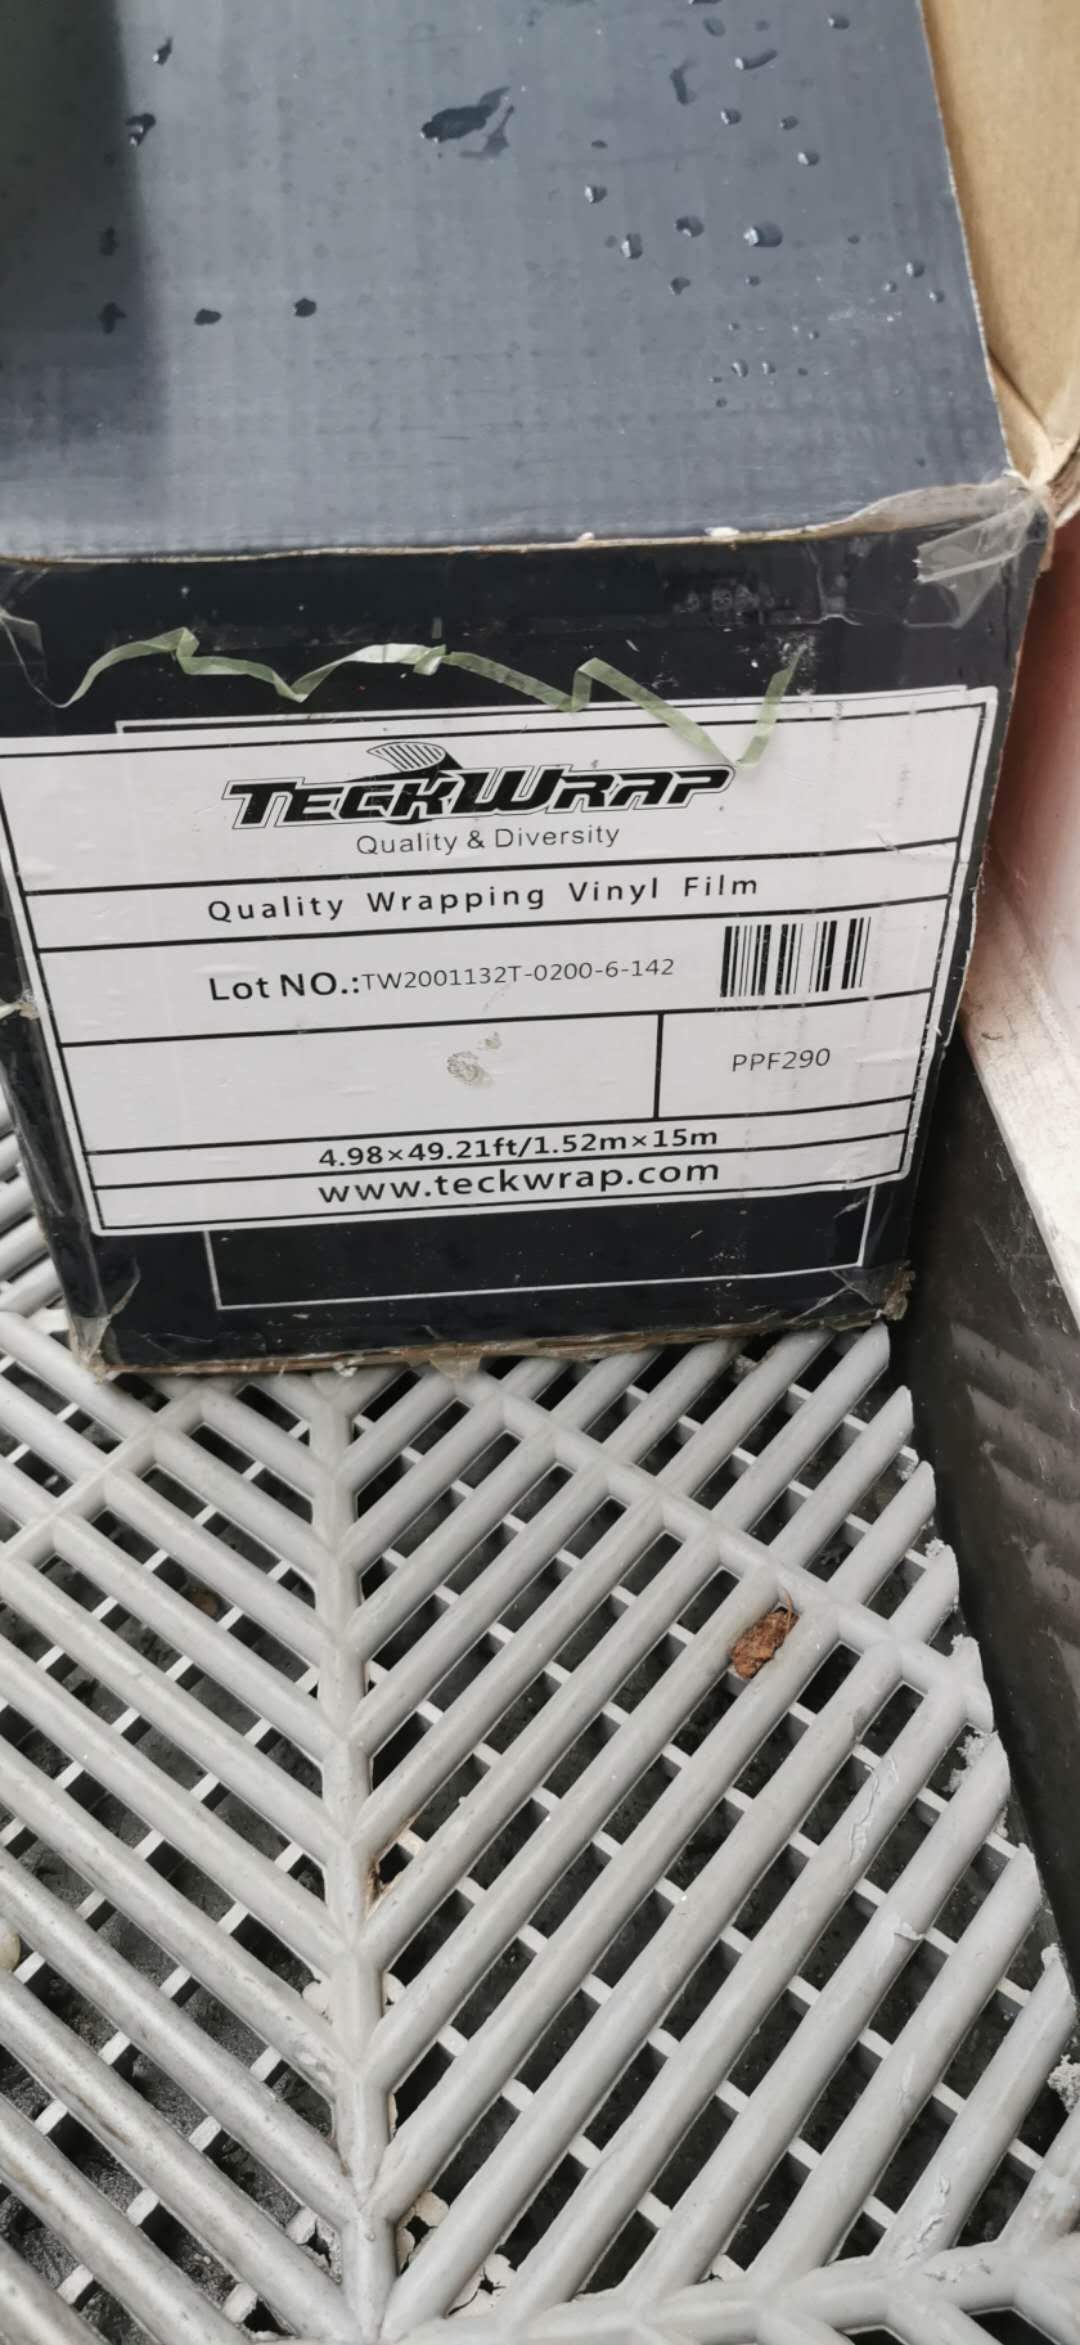 TECKWRAP
Quality & Diversity
Quality Wrapping Vinyl Film
Lot NO.:TW2001132T-0200-6-142
PPF290
4.98×49.21ft/1.52m×15m
www.teckwrap.com